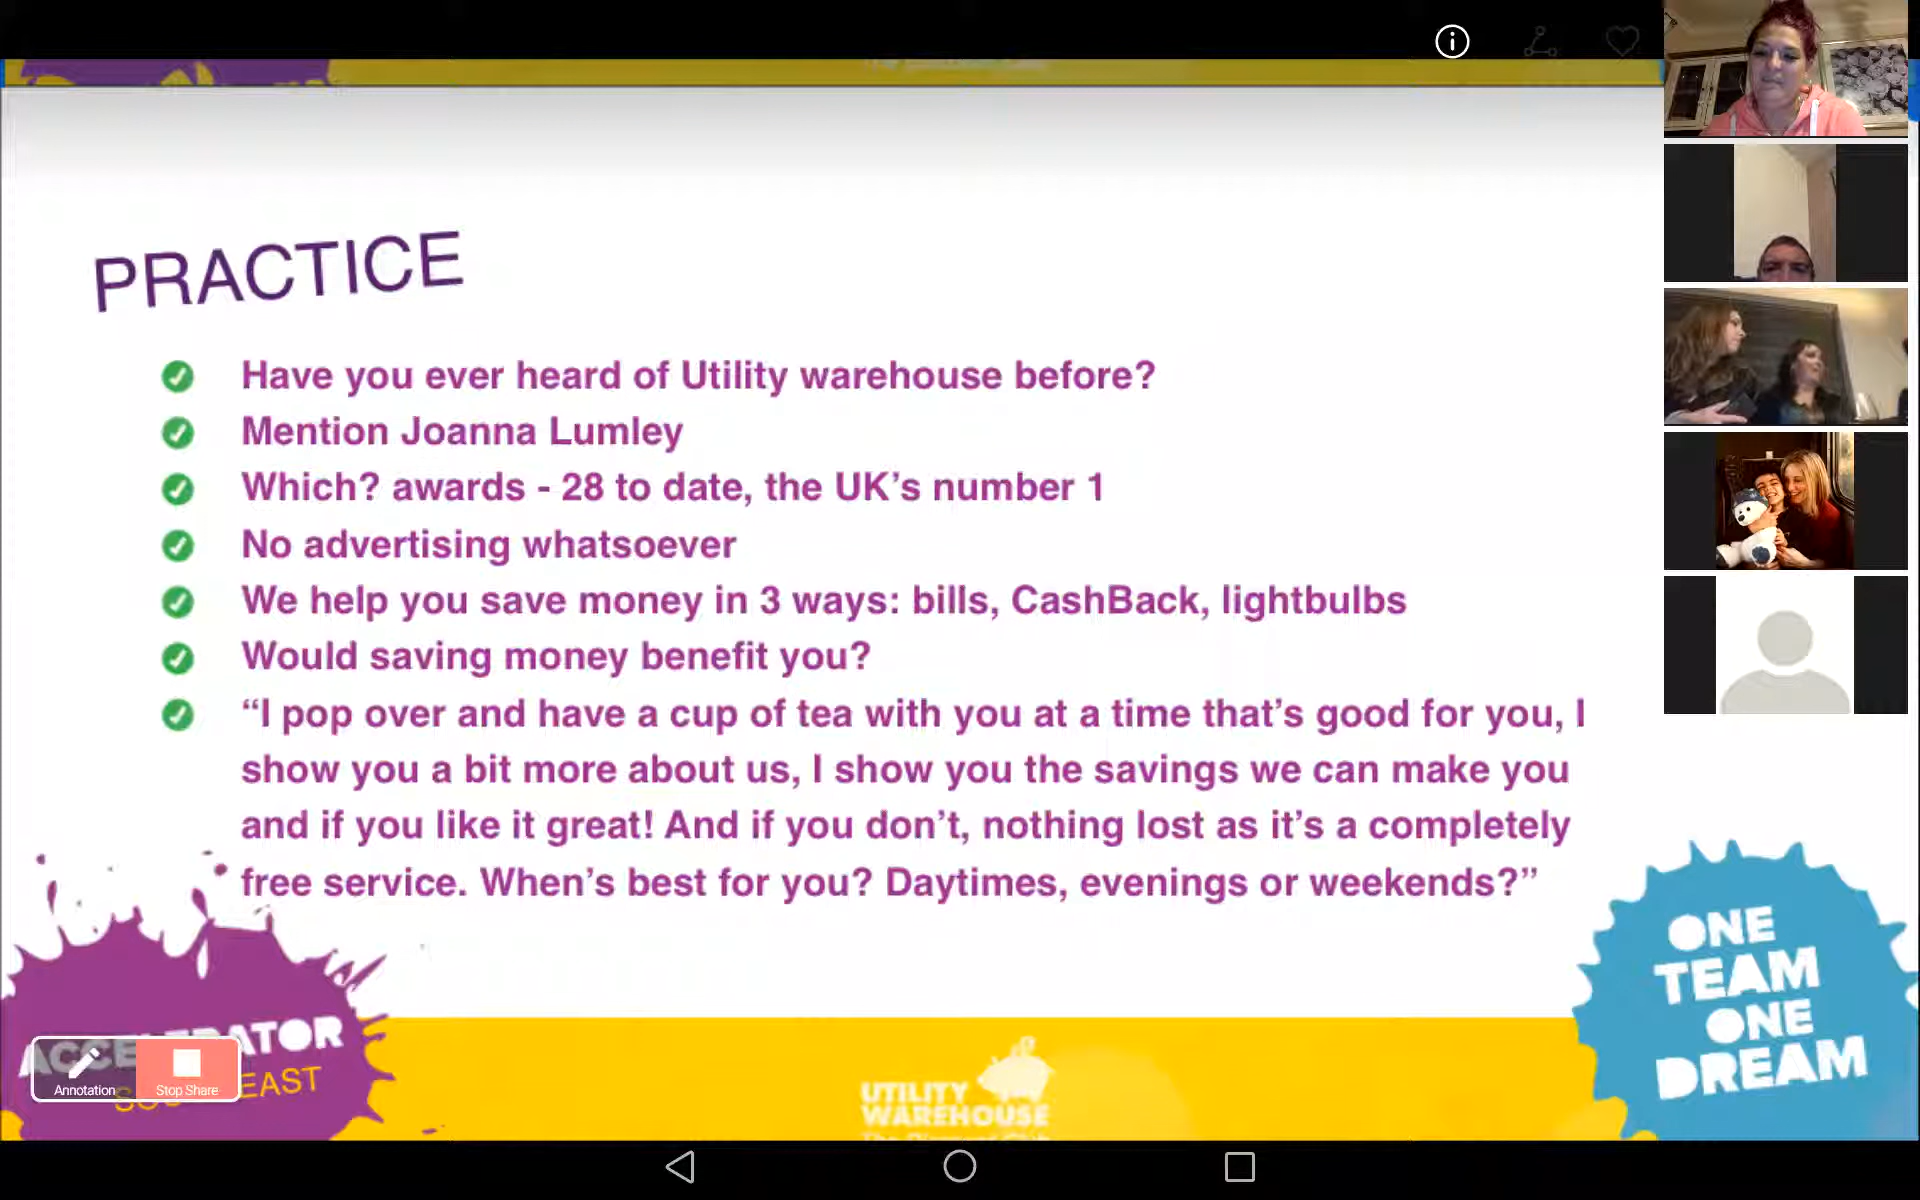 PRACTICE
Have you ever heard of Utility warehouse before?
Mention Joanna Lumley
Which? awards - 28 to date, the UK's number 1
No advertising whatsoever
We help you save money in 3 ways: bills, CashBack, lightbulbs
Would saving money benefit you?
“I pop over and have a cup of tea with you at a time that’s good for you, I
show you a bit more about us, I show you the savings we can make you
and if you like it great! And if you don’t, nothing lost as it’s a completely
free service. When’s best for you? Daytimes, evenings or weekends?”
ONE
TEAM
ONE
DREAM
Annotation
Stop Share
UTILITY
WAREHOUSE